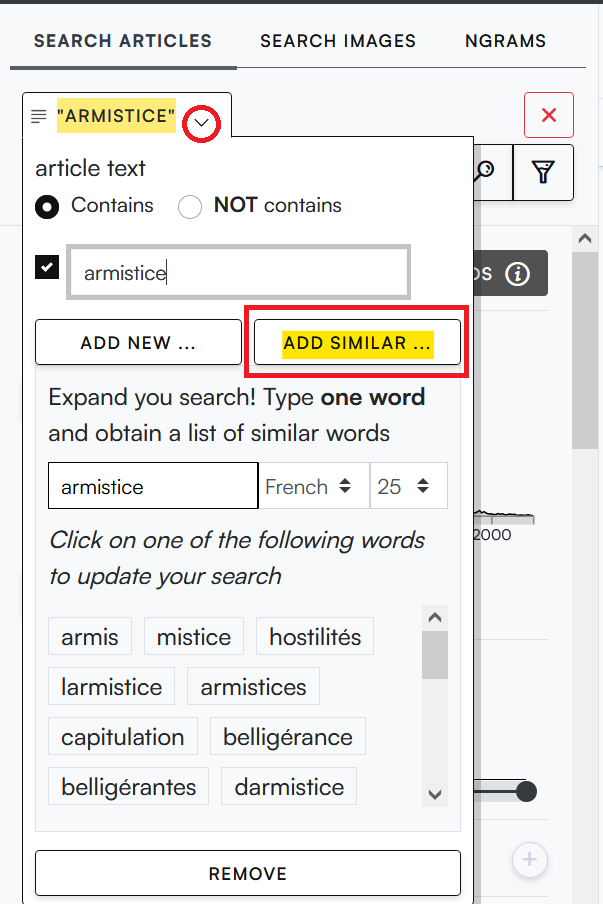 SEARCH ARTICLES SEARCH IMAGES NGRAMS
"ARMISTICE"
article text
Contains NOT contains
armistice
ADD NEW ... ADD SIMILAR ...
Expand you search! Type one word
and obtain a list of similar words
armistice French 25
2000
Click on one of the following words
to update your search
armis mistice hostilités
larmistice armistices
capitulation belligérance
belligérantes darmistice
REMOVE